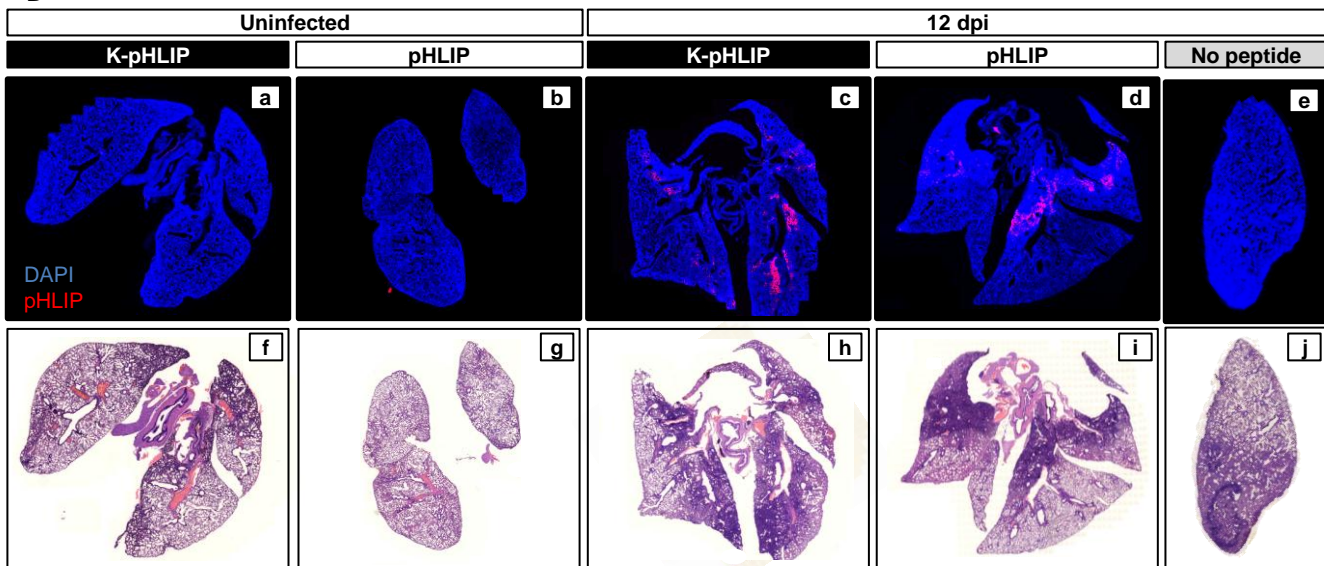 Uninfected 12 dpi
K-pHLIP pHLIP K-pHLIP pHLIP No peptide
a b c d e
DAPI
pHLIP
f g h i j